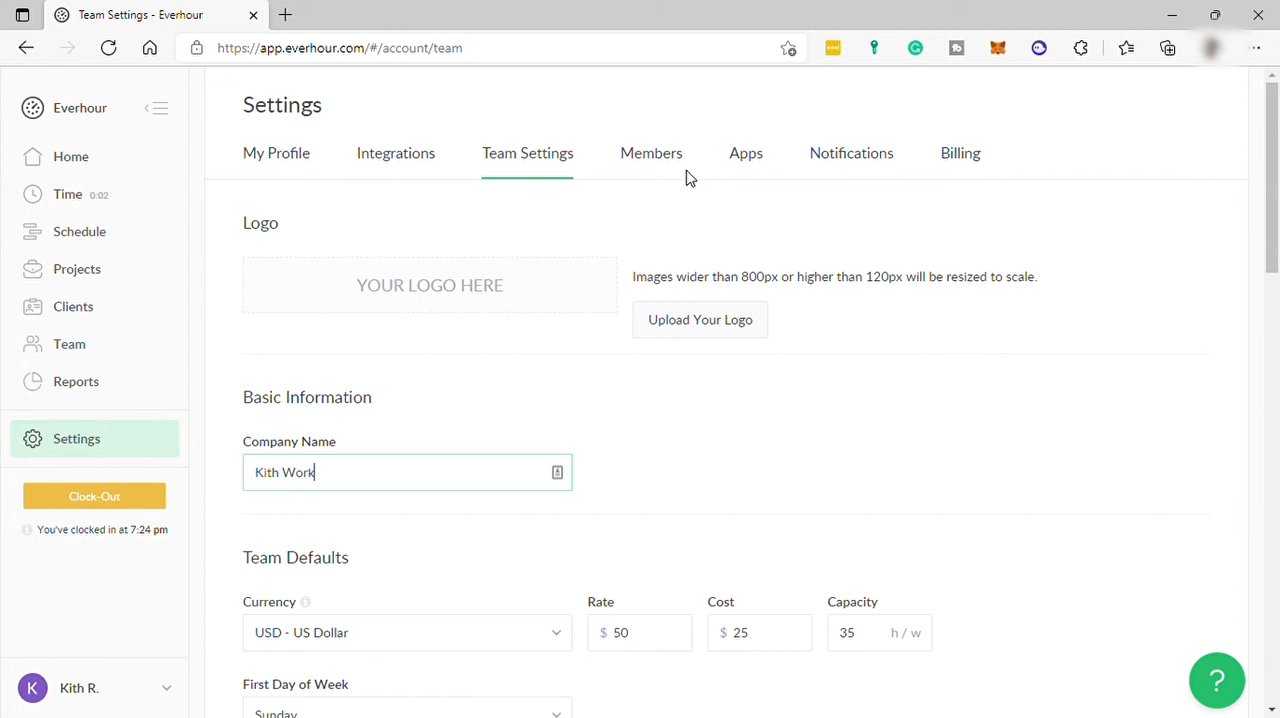 Team Settings - Everhour
https://app.everhour.com/#/account/team
Everhour
Home
Time 0:02
Schedule
Projects
Clients
Team
Reports
Settings
Clock-Out
You've clocked in at 7:24 pm
K Kith R.
Settings
My Profile Integrations Team Settings Members Apps Notifications Billing
Logo
YOUR LOGO HERE
Images wider than 800px or higher than 120px will be resized to scale.
Upload Your Logo
Basic Information
Company Name
Kith Work
Team Defaults
Currency Rate Cost Capacity
USD - US Dollar $ 50 $ 25 35 h / w
First Day of Week
Sunday
?